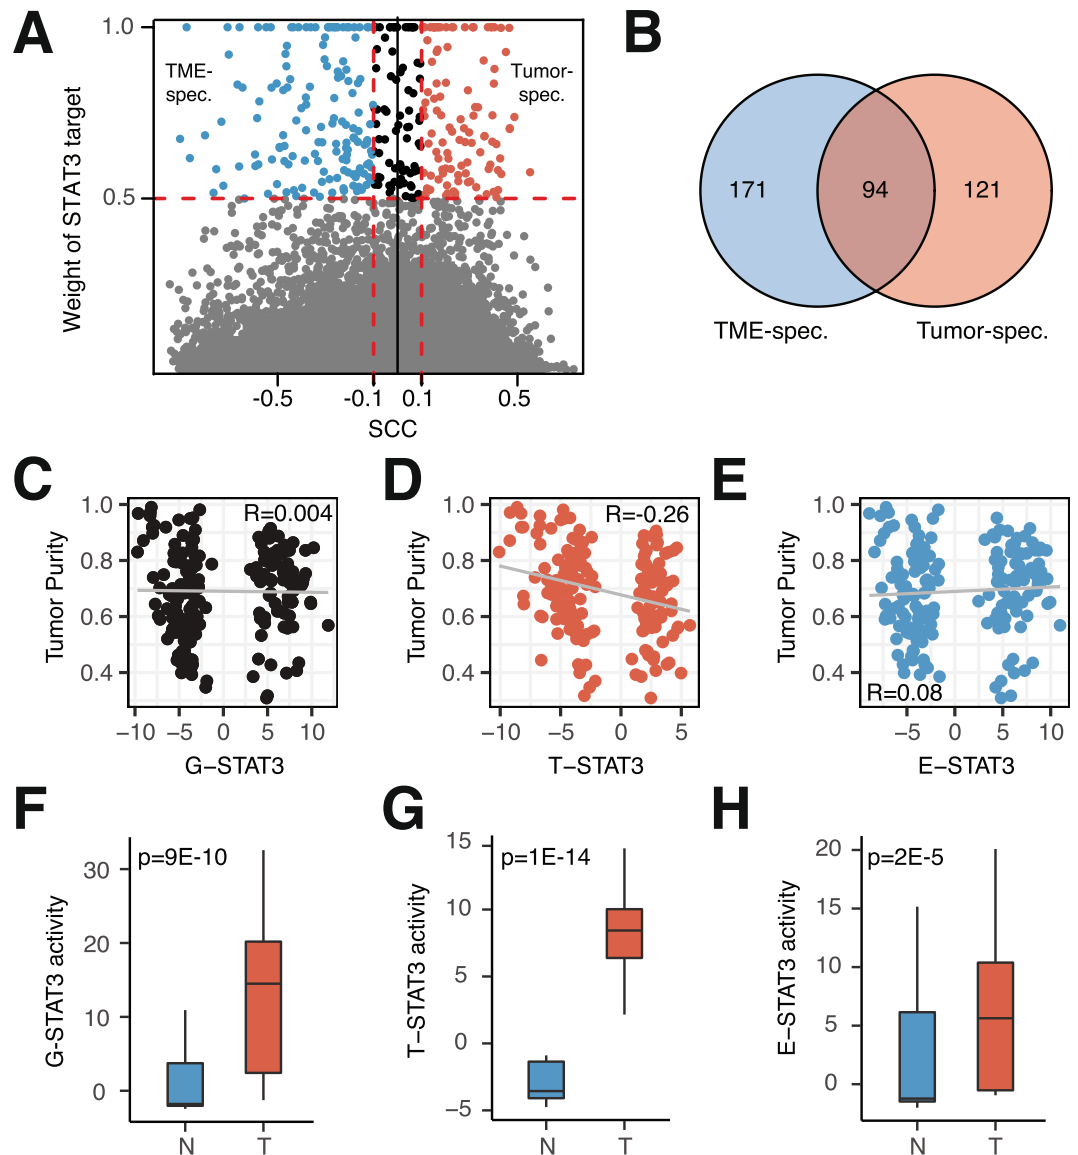 A
1.0
0.5
Weight of STAT3 target
TME-
spec.
Tumor-
spec.
-0.5
-0.1
0.1
0.5
SCC
B
171
94
121
TME-spec.
Tumor-spec.
C
1.0
0.8
0.6
0.4
Tumor Purity
R=0.004
−10
−5
0
5
10
G−STAT3
D
1.0
0.8
0.6
0.4
Tumor Purity
R=-0.26
−10
−5
0
5
T−STAT3
E
1.0
0.8
0.6
0.4
Tumor Purity
R=0.08
−5
0
5
10
E−STAT3
F
30
20
10
0
G-STAT3 activity
p=9E-10
N
T
G
15
10
5
0
−5
T−STAT3 activity
p=1E-14
N
T
H
20
15
10
5
0
E−STAT3 activity
p=2E-5
N
T